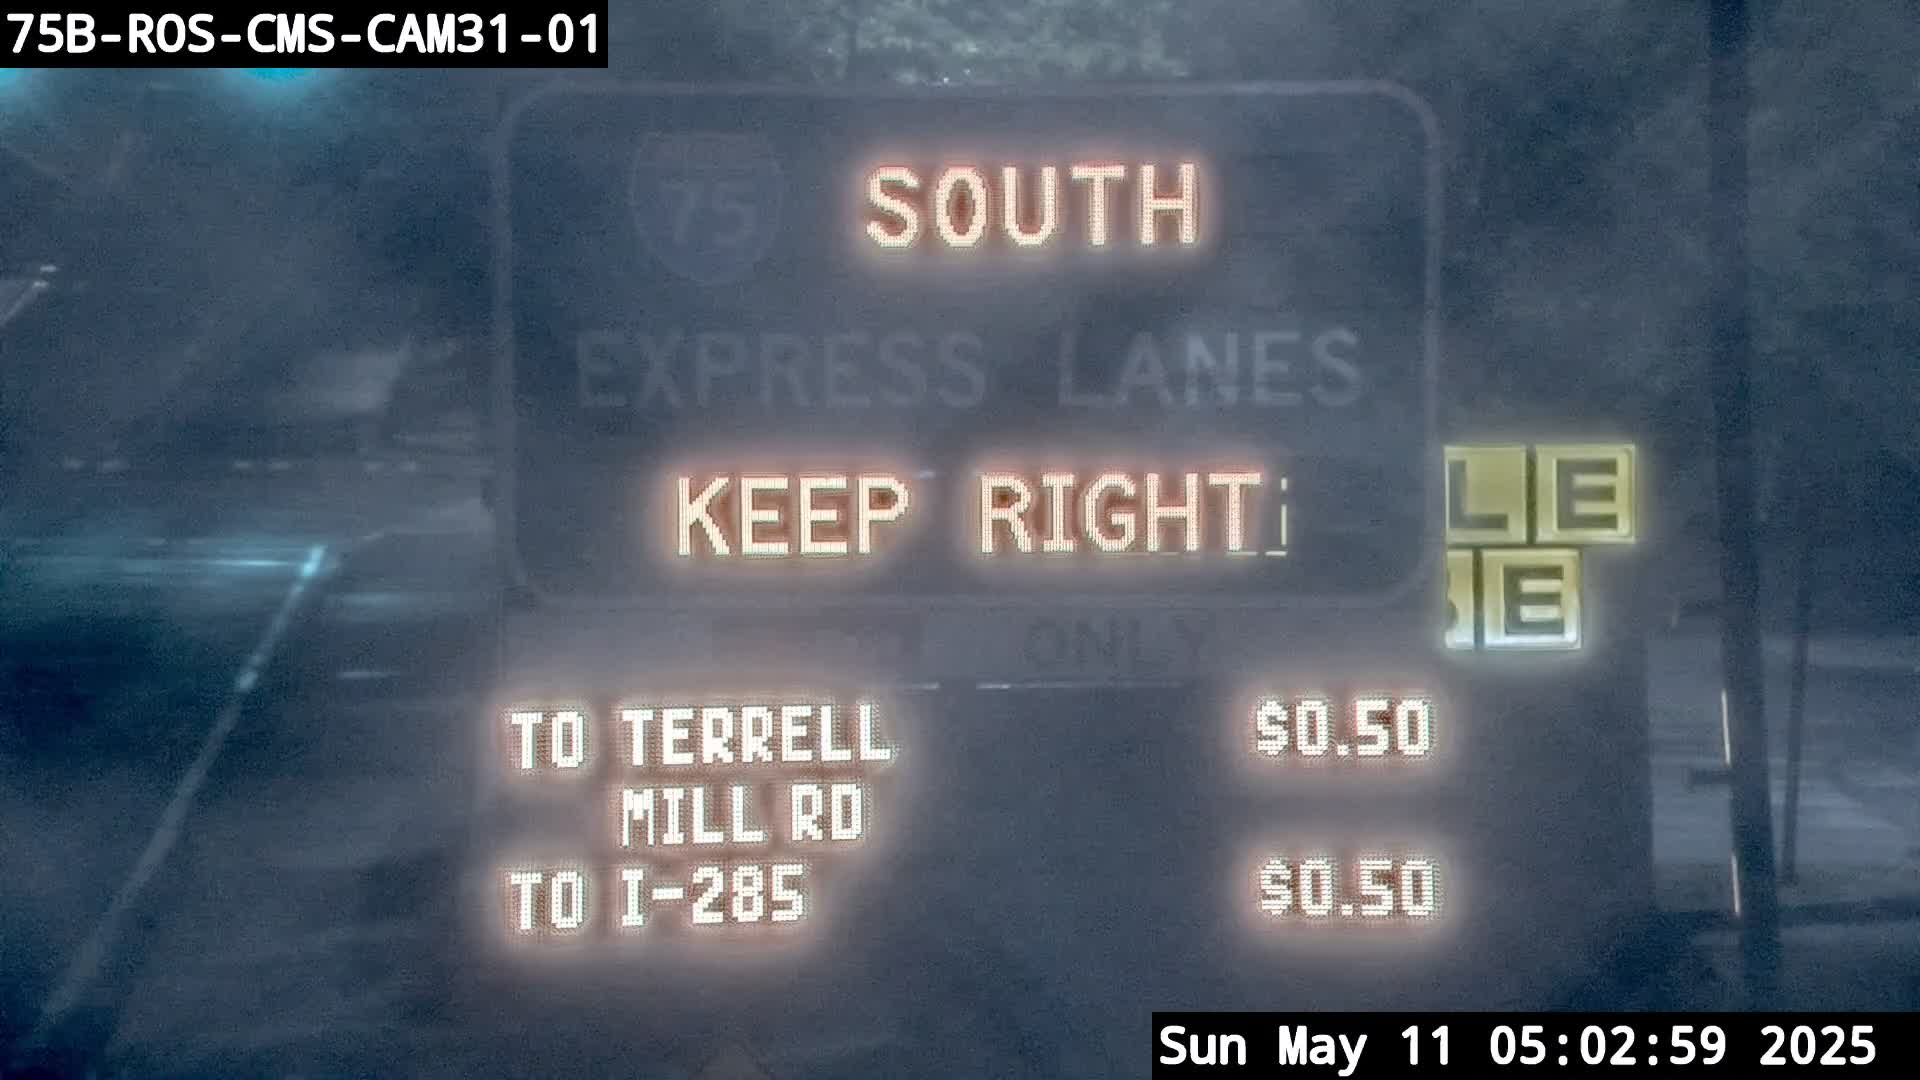 75B-ROS-CMS-CAM31-01
75 SOUTH
EXPRESS LANES
KEEP RIGHT
LE
E
ONLY
TO TERRELL $0.50
MILL RD
TO I-285 $0.50
Sun May 11 05:02:59 2025